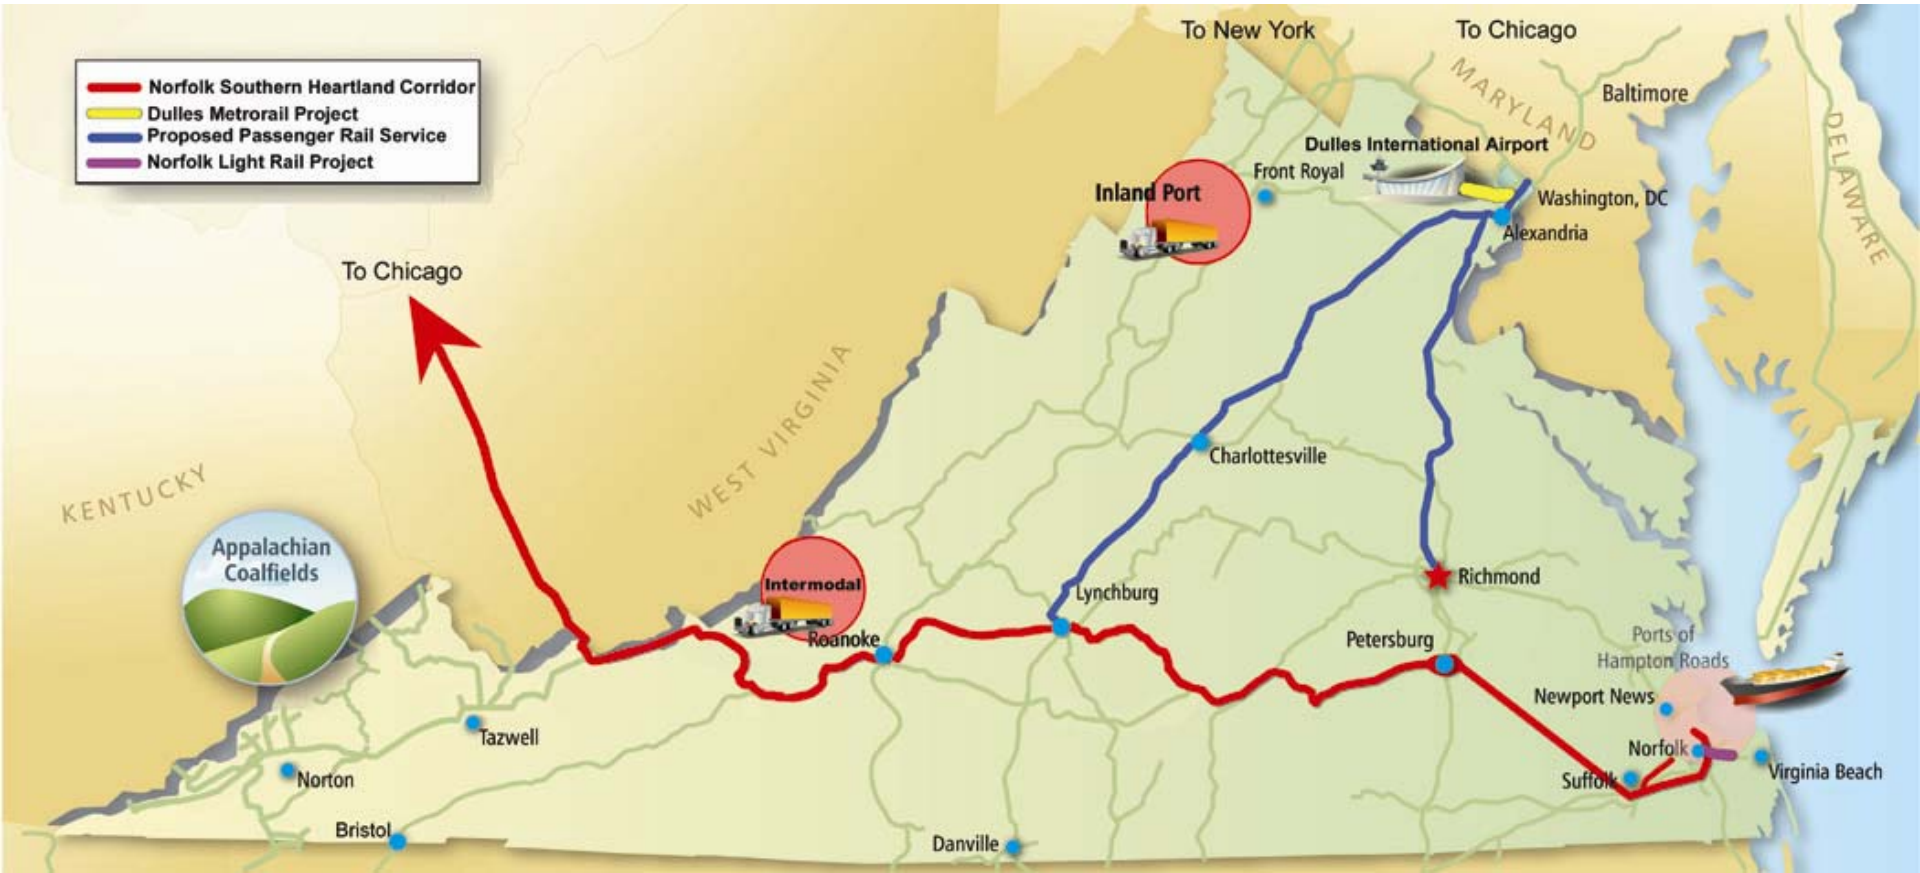 To New York
To Chicago
Norfolk Southern Heartland Corridor
Dulles Metrorail Project
Proposed Passenger Rail Service
Norfolk Light Rail Project
MARYLAND
Baltimore
DELAWARE
Dulles International Airport
Front Royal
Inland Port
Washington, DC
Alexandria
To Chicago
WEST VIRGINIA
KENTUCKY
Charlottesville
Appalachian
Coalfields
Intermodal
Lynchburg
Richmond
Roanoke
Petersburg
Ports of
Hampton Roads
Newport News
Tazwell
Norfolk
Norton
Suffolk
Virginia Beach
Bristol
Danville